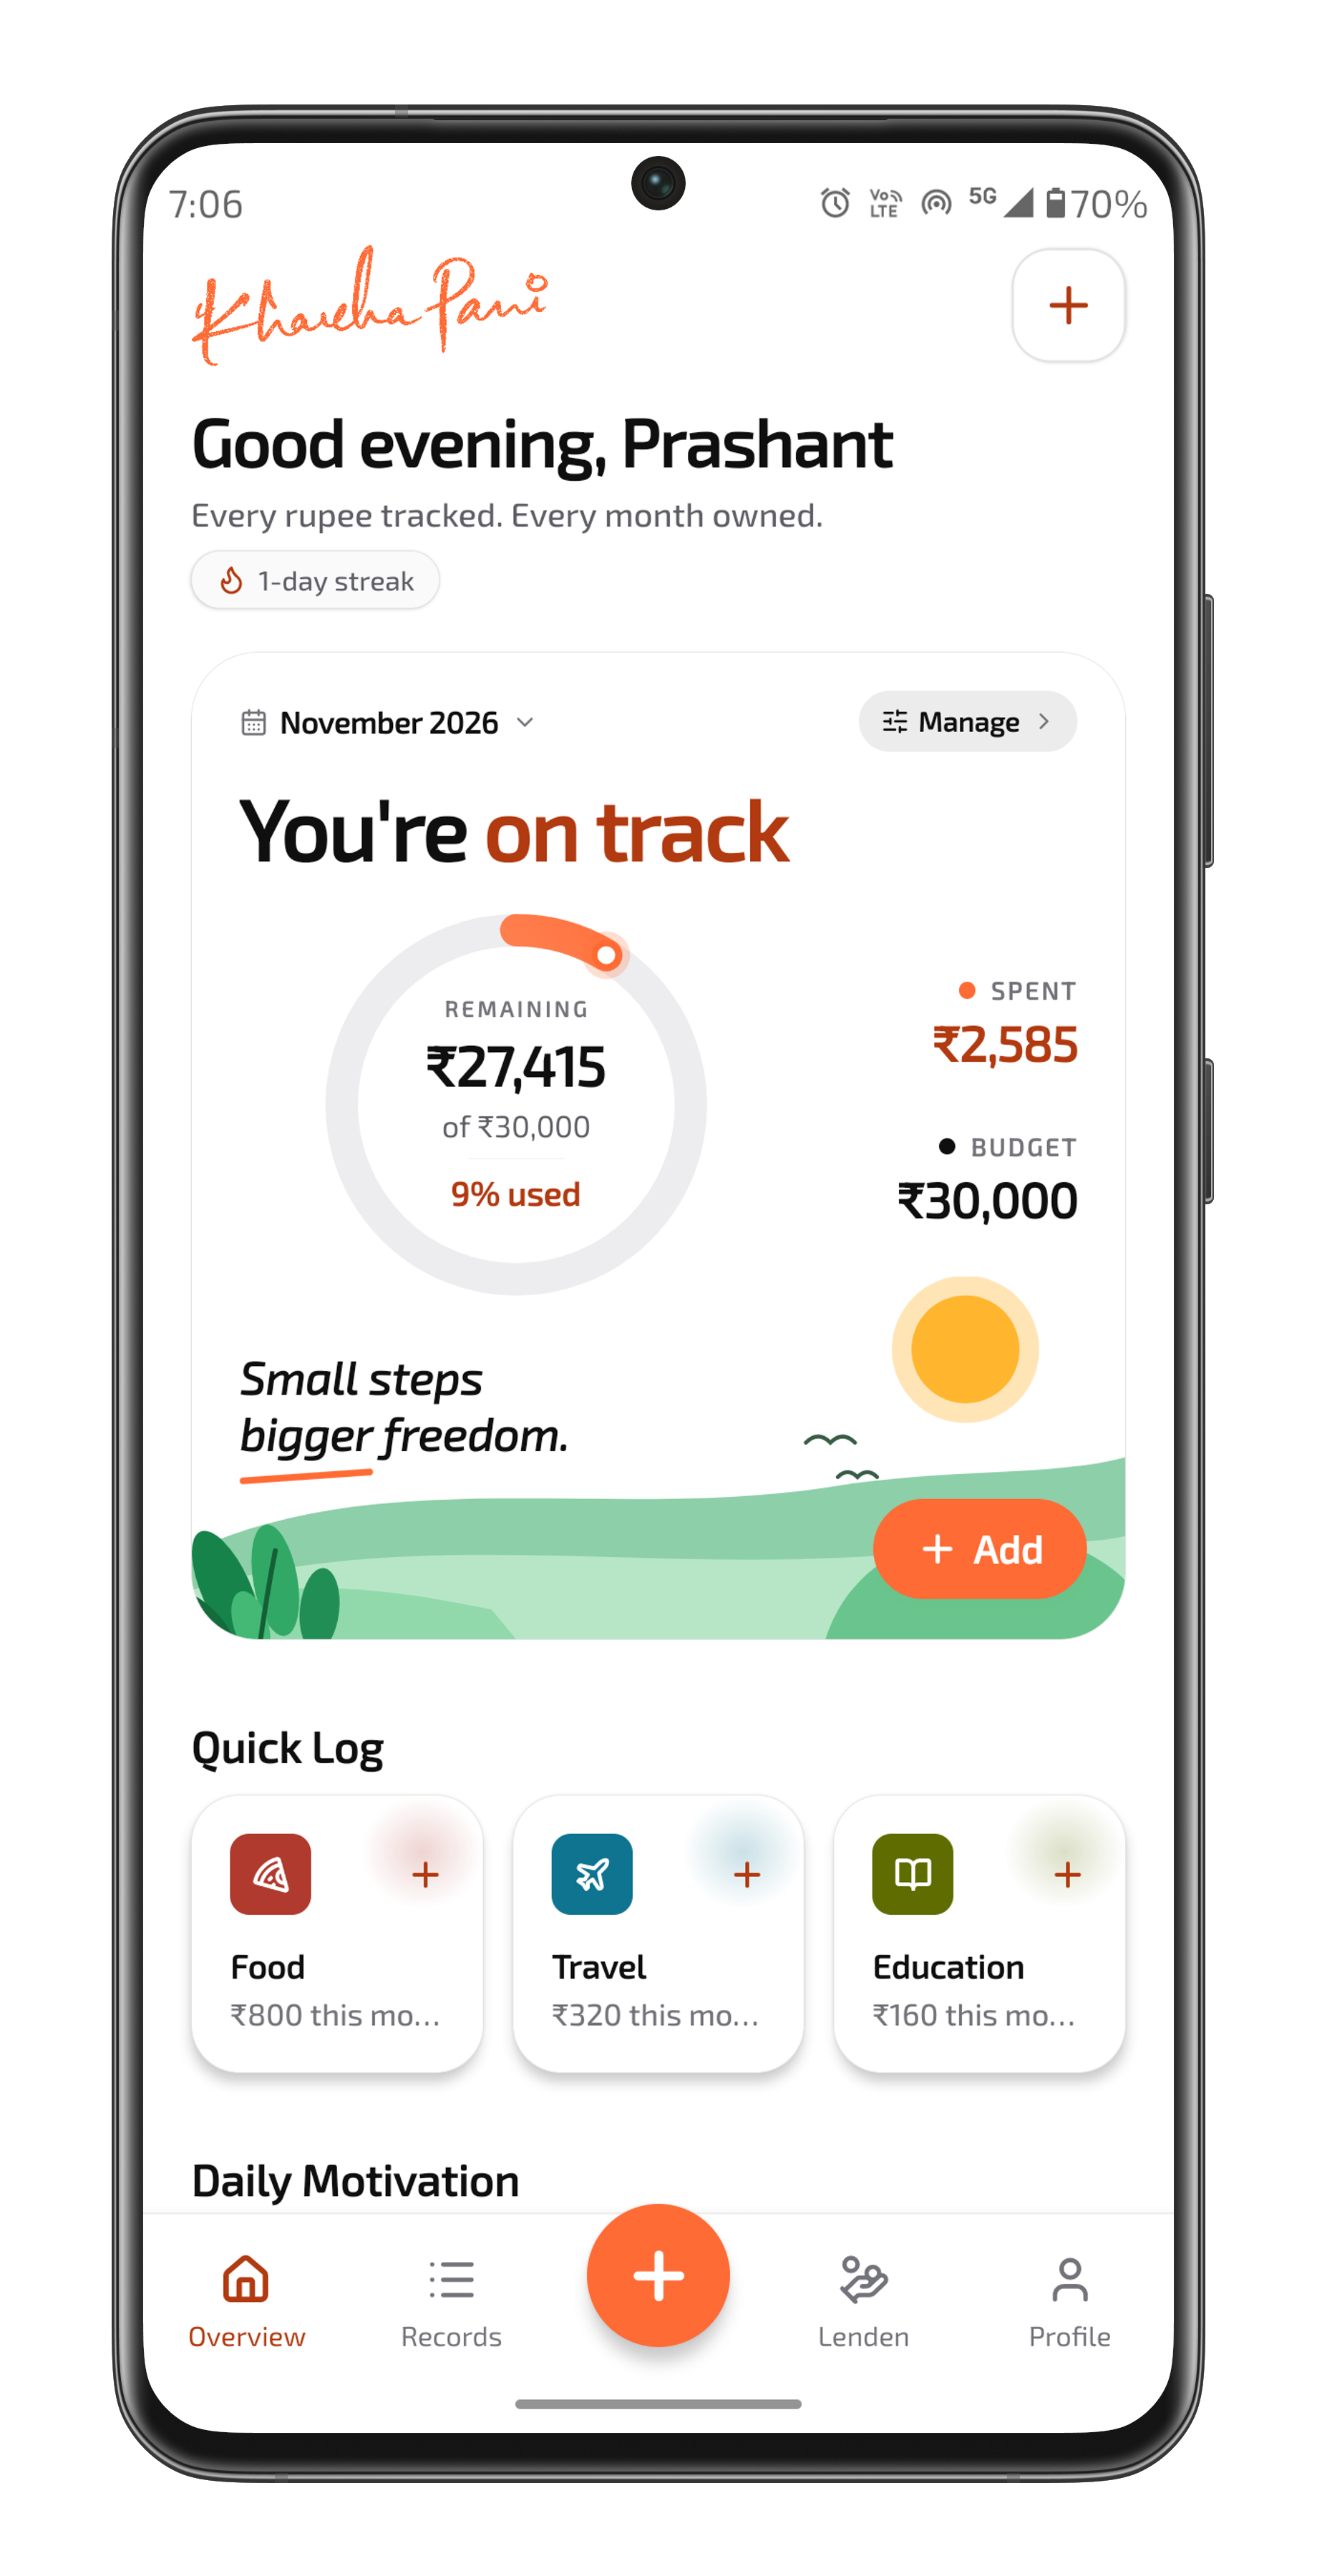 7:06
Vo LTE 5G 70%
Kharcha Pani
Good evening, Prashant
Every rupee tracked. Every month owned.
1-day streak
November 2026
Manage
You're on track
REMAINING
₹27,415
of ₹30,000
9% used
SPENT
₹2,585
BUDGET
₹30,000
Small steps
bigger freedom.
+ Add
Quick Log
Food
₹800 this mo...
Travel
₹320 this mo...
Education
₹160 this mo...
Daily Motivation
Overview
Records
Lenden
Profile